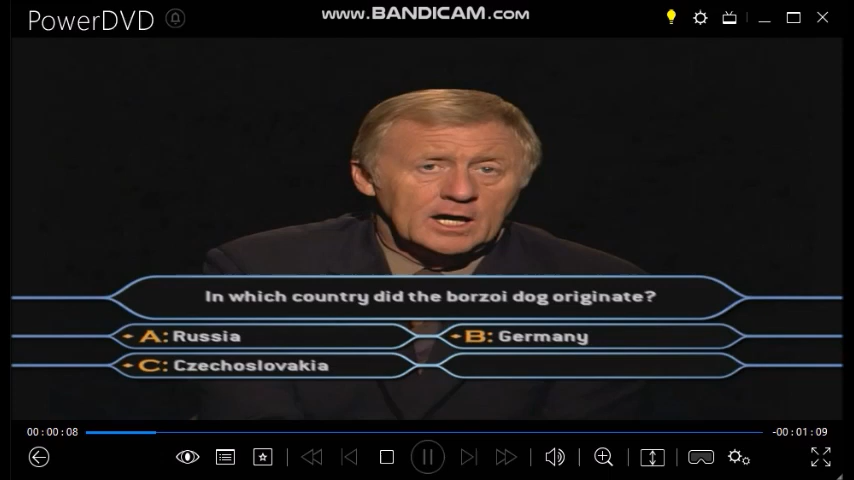 PowerDVD
www.BANDICAM.com
In which country did the borzoi dog originate?
A: Russia
B: Germany
C: Czechoslovakia
00:00:08
-00:01:09